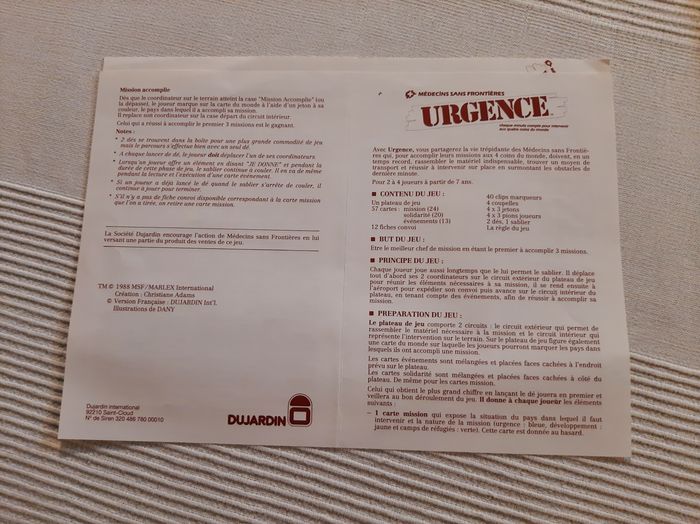 Mission accomplie
Dès que le coordinateur sur le terrain atteint la case "Mission Accomplie" (ou
la dépasse), le joueur marque sur la carte du monde à l'aide d'un jeton à sa
couleur, le pays dans lequel il a accompli sa mission.
Il replace son coordinateur sur la case départ du circuit intérieur.
Celui qui a réussi à accomplir le premier 3 missions est le gagnant.
Notes :
* 2 dés se trouvent dans la boîte pour une plus grande commodité de jeu
mais le parcours s'effectue bien avec un seul dé.
* A chaque lancer de dé, le joueur doit déplacer l'un de ses coordinateurs.
* Lorsqu'un joueur offre un élément en disant "JE DONNE" et pendant la
durée de cette phase de jeu, le sablier continue à couler. Il en va de même
pendant la lecture et l'exécution d'une carte événement.
* Si un joueur a déjà lancé le dé quand le sablier s'arrête de couler, il
continue à jouer pour terminer.
* S'il n'y a pas de fiche convoi disponible correspondant à la carte mission
que l'on a tirée, on retire une carte mission.
La Société Dujardin encourage l'action de Médecins sans Frontières en lui
versant une partie du produit des ventes de ce jeu.
TM © 1988 MSF/MARLEX International
Création : Christiane Adams
© Version Française : DUJARDIN Int'l.
Illustrations de DANY
Dujardin international
92210 Saint-Cloud
N° de Siren 320 486 780 00010
DUJARDIN
MÉDECINS SANS FRONTIÈRES
URGENCE
chaque minute compte pour intervenir
aux quatre coins du monde
Avec Urgence, vous partagerez la vie trépidante des Médecins sans Frontiè-
res qui, pour accomplir leurs missions aux 4 coins du monde, doivent, en un
temps record, rassembler le matériel indispensable, trouver un moyen de
transport et réussir à intervenir sur place en surmontant les obstacles de
dernière minute.
Pour 2 à 4 joueurs à partir de 7 ans.
■ CONTENU DU JEU :
Un plateau de jeu
57 cartes mission (24)
solidarité (20)
événements (13)
12 fiches convoi
40 clips marqueurs
4 coupelles
4 x 3 jetons
4 x 3 pions joueurs
2 dés, 1 sablier
La règle du jeu
■ BUT DU JEU :
Etre le meilleur chef de mission en étant le premier à accomplir 3 missions.
■ PRINCIPE DU JEU :
Chaque joueur joue aussi longtemps que le lui permet le sablier. Il déplace
tout d'abord ses 2 coordinateurs sur le circuit extérieur du plateau de jeu
pour réunir les éléments nécessaires à sa mission, il se rend ensuite à
l'aéroport pour expédier son convoi puis avance sur le circuit intérieur du
plateau, en tenant compte des événements, afin de réussir à accomplir sa
mission.
■ PREPARATION DU JEU :
Le plateau de jeu comporte 2 circuits : le circuit extérieur qui permet de
rassembler le matériel nécessaire à la mission et le circuit intérieur qui
représente l'intervention sur le terrain. Sur le plateau de jeu figure également
une carte du monde sur laquelle les joueurs pourront marquer les pays dans
lesquels ils ont accompli une mission.
Les cartes événements sont mélangées et placées faces cachées à l'endroit
prévu sur le plateau.
Les cartes solidarité sont mélangées et placées faces cachées à côté du
plateau. De même pour les cartes mission.
Celui qui obtient le plus grand chiffre en lançant le dé jouera en premier et
veillera au bon déroulement du jeu. Il donne à chaque joueur les éléments
suivants :
– 1 carte mission qui expose la situation du pays dans lequel il faut
intervenir et la nature de la mission (urgence : bleue, développement :
jaune et camps de réfugiés : verte). Cette carte est donnée au hasard.